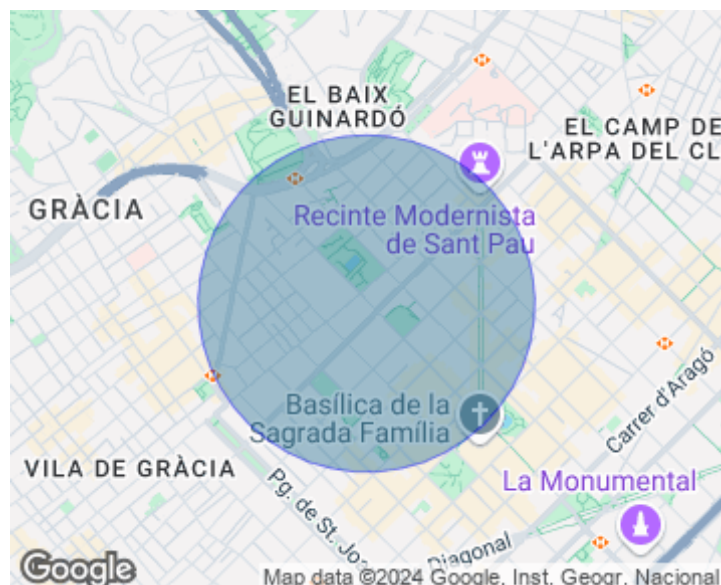 EL BAIX
GUINARDÓ
EL CAMP DE
L'ARPA DEL CL
GRÀCIA
Recinte Modernista
de Sant Pau
Basílica de la
Sagrada Família
Carrer d'Aragó
VILA DE GRÀCIA
La Monumental
Pg. de St. Joa
Diagonal
Google
Map data ©2024 Google, Inst. Geogr. Nacional